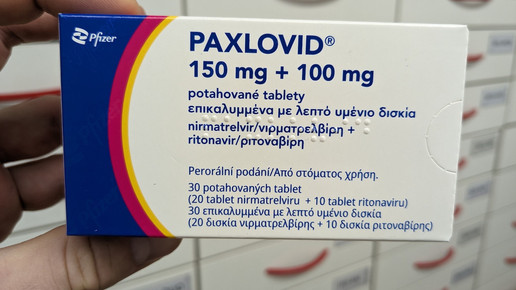 Pfizer
PAXLOVID®
150 mg + 100 mg
potahované tablety
επικαλυμμένα με λεπτό υμένιο δισκία
nirmatrelvir/νιρματρελβίρη +
ritonavir/ριτοναβίρη
Perorální podání/Από στόματος χρήση.
30 potahovaných tablet
(20 tablet nirmatrelviru + 10 tablet ritonaviru)
30 επικαλυμμένα με λεπτό υμένιο δισκία
(20 δισκία νιρματρελβίρης + 10 δισκία ριτοναβίρης)